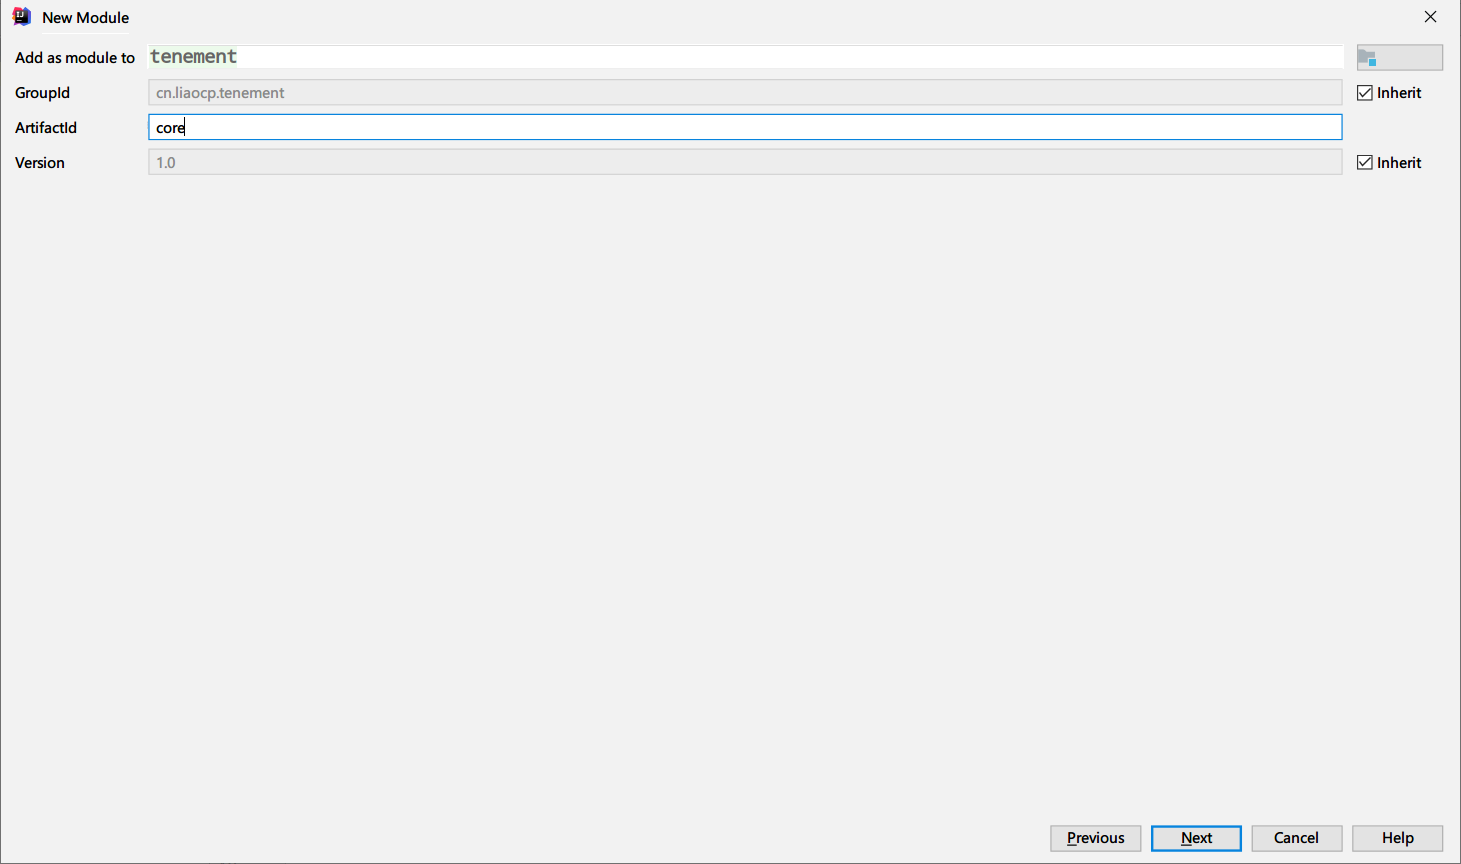 New Module
Add as module to tenement
GroupId cn.liaocp.tenement Inherit
ArtifactId core
Version 1.0 Inherit
Previous Next Cancel Help